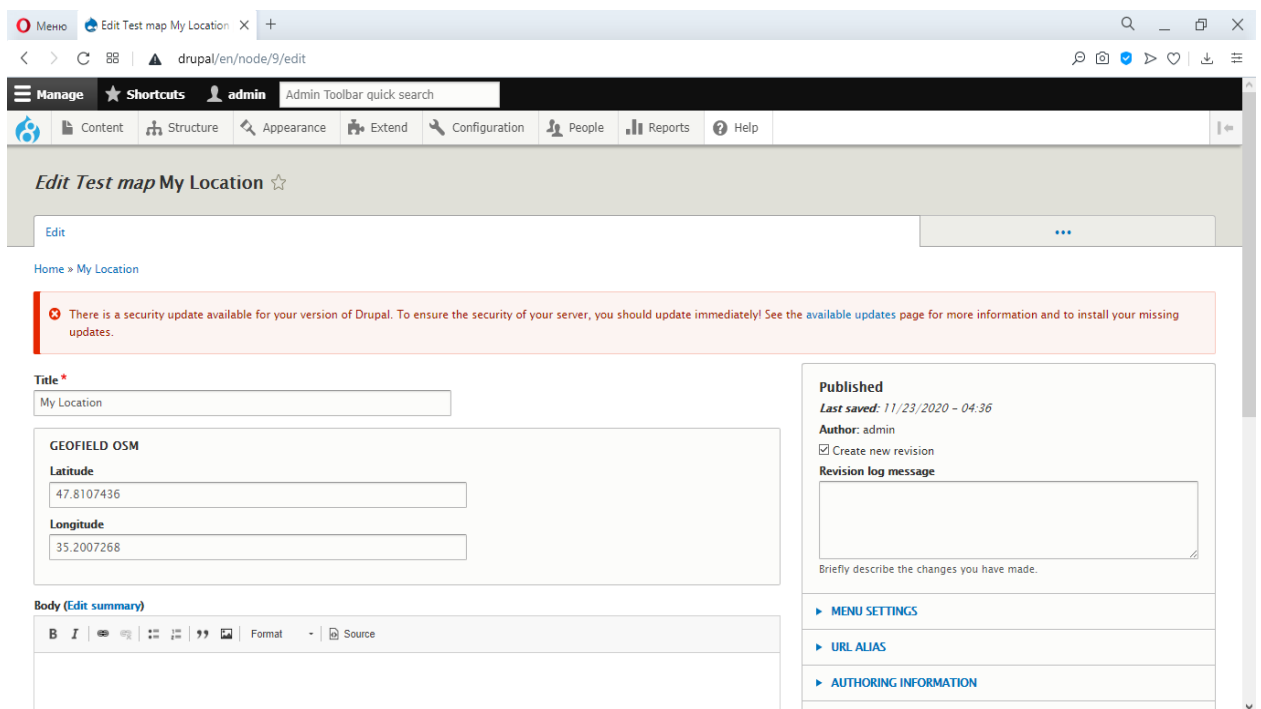 Меню
Edit Test map My Location
drupal/en/node/9/edit
Manage
Shortcuts
admin
Admin Toolbar quick search
Content
Structure
Appearance
Extend
Configuration
People
Reports
Help
Edit Test map My Location
Edit
Home » My Location
There is a security update available for your version of Drupal. To ensure the security of your server, you should update immediately! See the available updates page for more information and to install your missing
updates.
Title *
My Location
GEOFIELD OSM
Latitude
47.8107436
Longitude
35.2007268
Body (Edit summary)
B I Format Source
Published
Last saved: 11/23/2020 - 04:36
Author: admin
Create new revision
Revision log message
Briefly describe the changes you have made.
MENU SETTINGS
URL ALIAS
AUTHORING INFORMATION